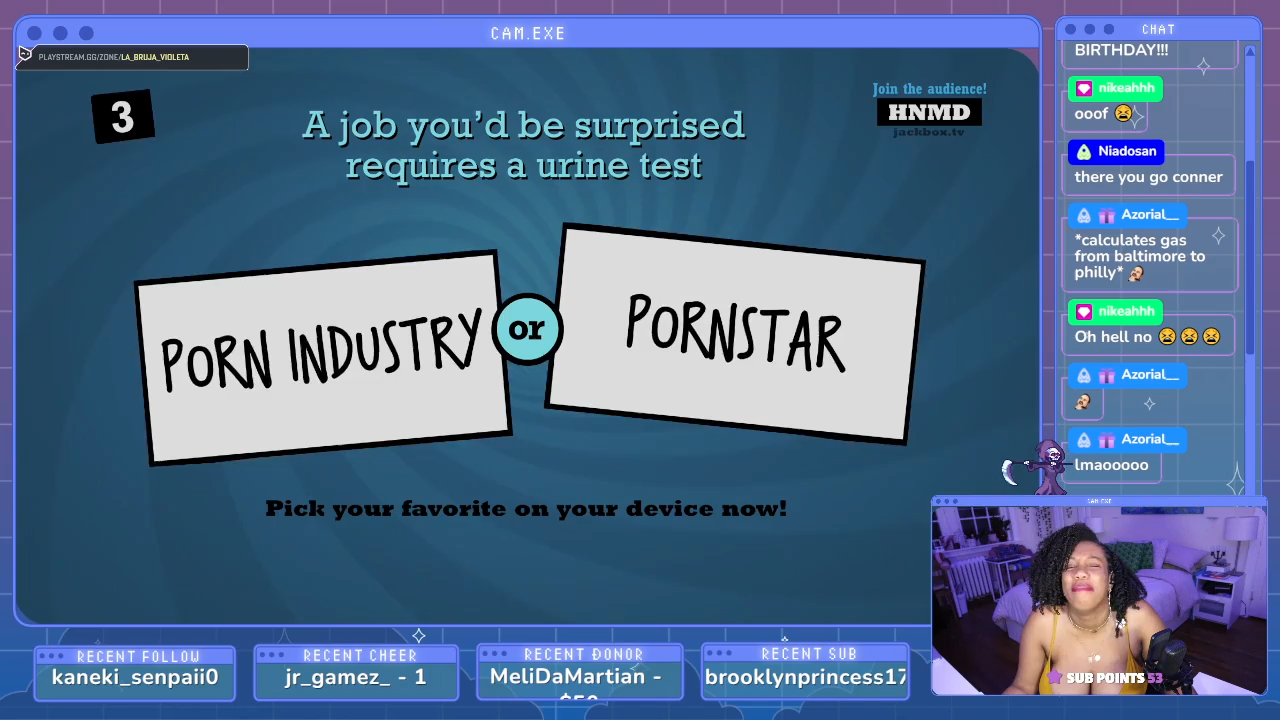 CAM.EXE
PLAYSTREAM.GG/ZONE/LA_BRUJA_VIOLETA
3
A job you'd be surprised
requires a urine test
Join the audience!
HNMD
jackbox.tv
PORN INDUSTRY
or
PORNSTAR
Pick your favorite on your device now!
CHAT
BIRTHDAY!!!
nikeahhh
ooof
Niadosan
there you go conner
Azorial__
*calculates gas
from baltimore to
philly*
nikeahhh
Oh hell no
Azorial__
Azorial__
lmaooooo
CAM.EXE
SUB POINTS 53
RECENT FOLLOW
kaneki_senpaii0
RECENT CHEER
jr_gamez_ - 1
RECENT DONOR
MeliDaMartian -
RECENT SUB
brooklynprincess17